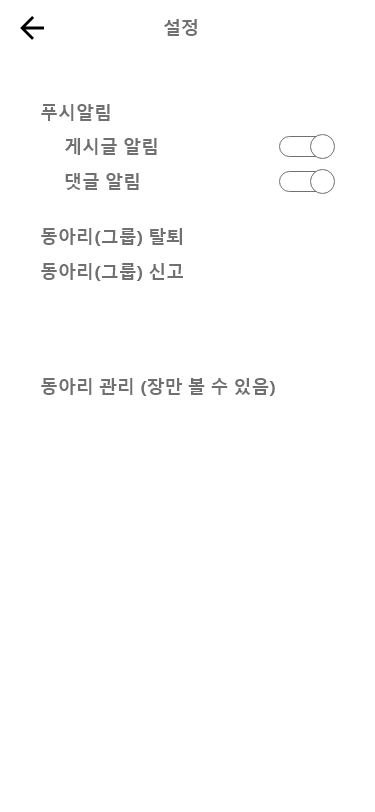 설정
푸시알림
게시글 알림
댓글 알림
동아리(그룹) 탈퇴
동아리(그룹) 신고
동아리 관리 (장만 볼 수 있음)